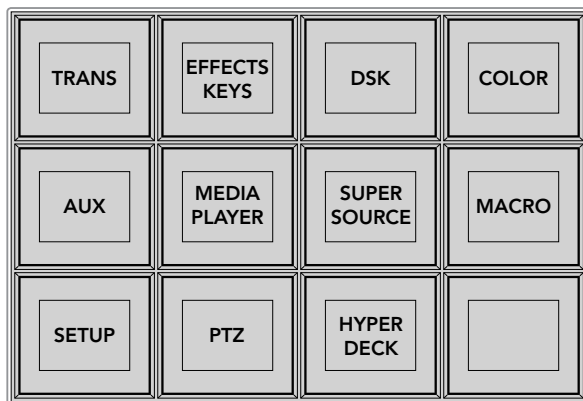 TRANS
EFFECTS
KEYS
DSK
COLOR
AUX
MEDIA
PLAYER
SUPER
SOURCE
MACRO
SETUP
PTZ
HYPER
DECK